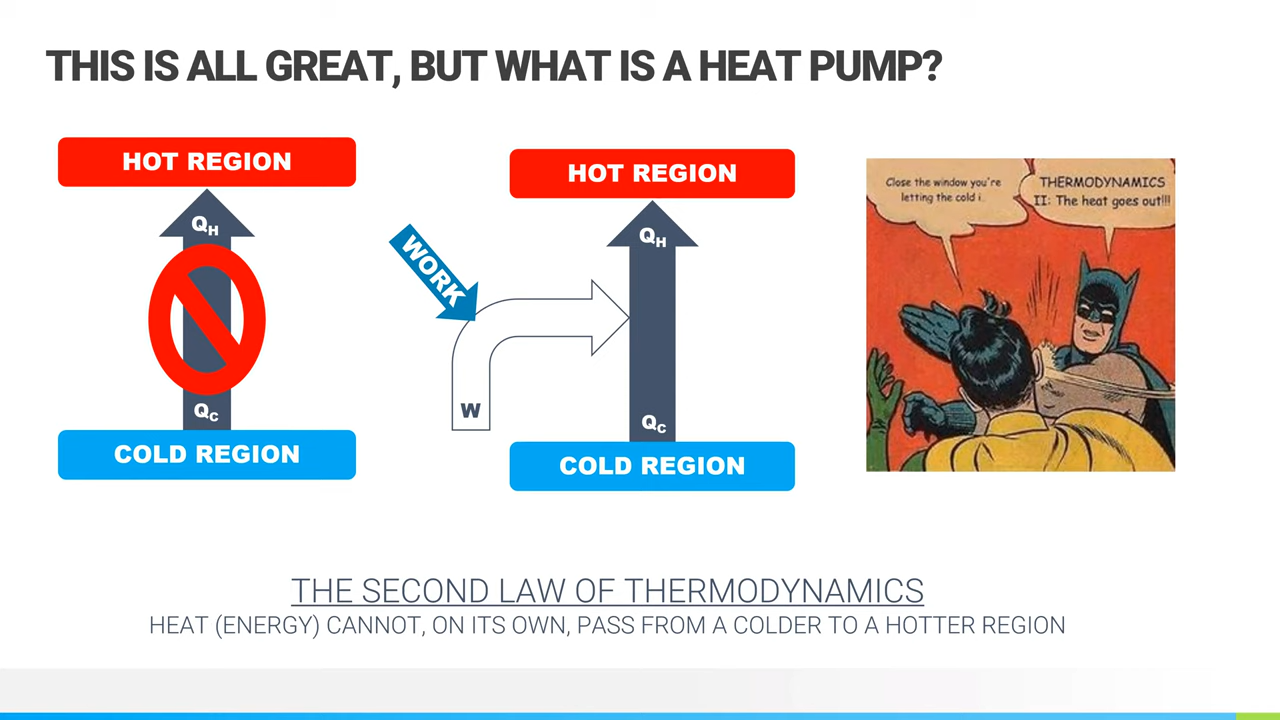 THIS IS ALL GREAT, BUT WHAT IS A HEAT PUMP?
HOT REGION
QH
QC
COLD REGION
WORK
W
HOT REGION
QH
QC
COLD REGION
Close the window you're
letting the cold i.
THERMODYNAMICS
II: The heat goes out!!!
THE SECOND LAW OF THERMODYNAMICS
HEAT (ENERGY) CANNOT, ON ITS OWN, PASS FROM A COLDER TO A HOTTER REGION